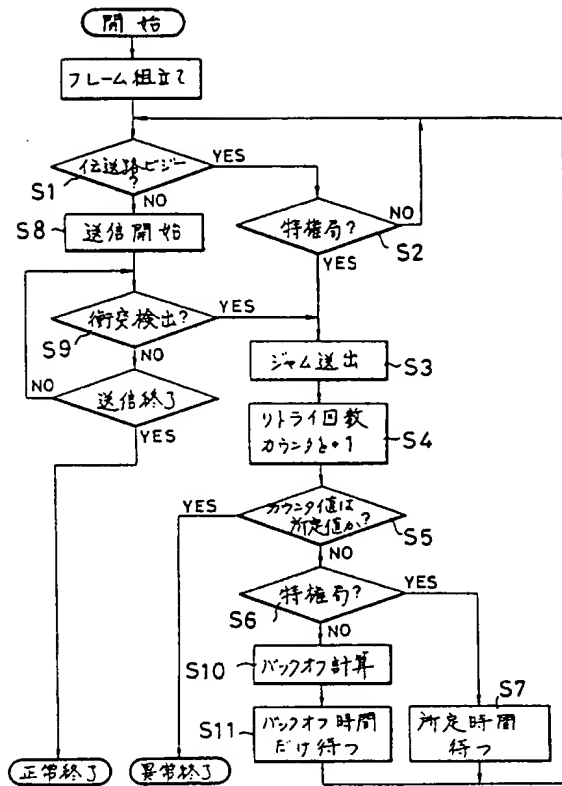 開始
フレーム組立て
伝送路ビジー
?
YES
S1
NO
S8
送信開始
特権局?
NO
S2
YES
衝突検出?
YES
S9
NO
ジャム送出
S3
NO
送信終了
YES
リトライ回数
カウンタを+1
S4
YES
カウンタ値は
所定値か?
S5
NO
特権局?
YES
S6
NO
S10
バックオフ計算
S7
S11
バックオフ時間
だけ待つ
所定時間
待つ
正常終了
異常終了